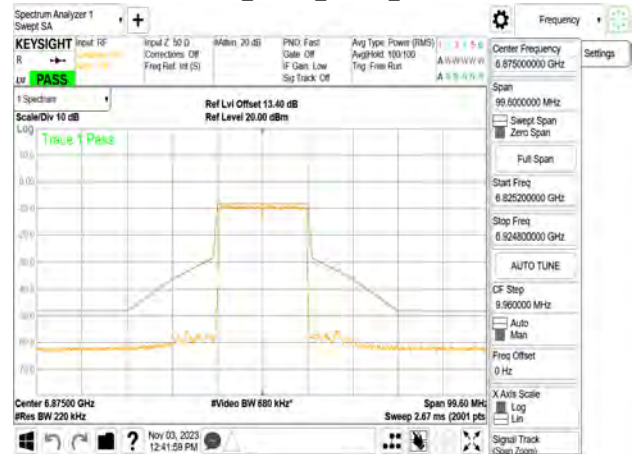 Spectrum Analyzer 1
Swept SA
Frequency
KEYSIGHT
Input: RF
Input Z: 50 Ω
Corrections: Off
Freq Ref: Int (S)
#Atten: 20 dB
PNO: Fast
Gate: Off
IF Gain: Low
Sig Track: Off
Avg Type: Power (RMS)
Avg|Hold: 100/100
Trig: Free Run
A W W W W W
PASS
Center Frequency
6.875000000 GHz
Settings
1 Spectrum
Scale/Div 10 dB
Ref Lvl Offset 13.40 dB
Ref Level 20.00 dBm
Span
99.6000000 MHz
Swept Span
Zero Span
Log
Trace 1 Pass
10.0
0.00
Full Span
Start Freq
6.825200000 GHz
Stop Freq
6.924800000 GHz
AUTO TUNE
CF Step
9.960000 MHz
Auto
Man
Freq Offset
0 Hz
X Axis Scale
Log
Lin
Signal Track
(Span Zoom)
Center 6.87500 GHz
#Res BW 220 kHz
#Video BW 680 kHz*
Span 99.60 MHz
Sweep 2.67 ms (2001 pts
?
Nov 03, 2023
12:41:59 PM